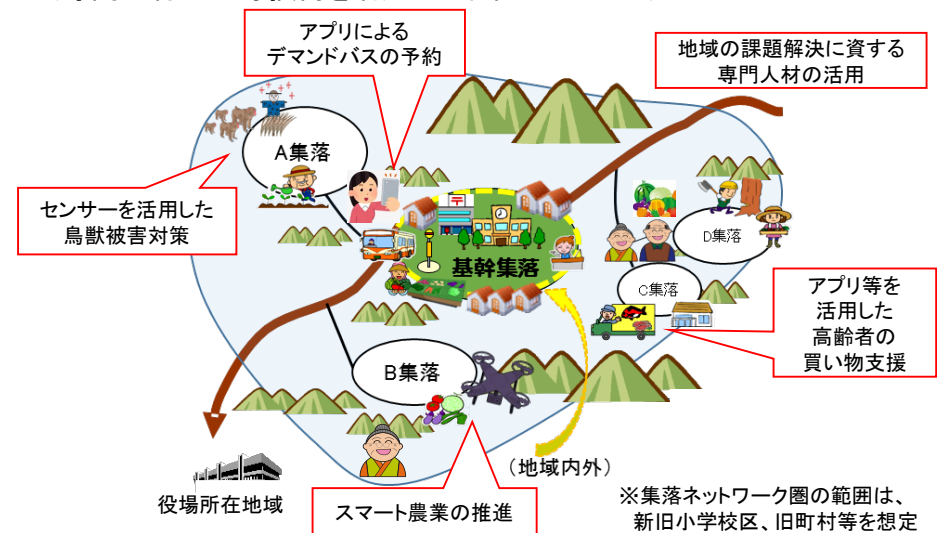 アプリによる
デマンドバスの予約
地域の課題解決に資する
専門人材の活用
A集落
センサーを活用した
鳥獣被害対策
〒
基幹集落
D集落
C集落
アプリ等を
活用した
高齢者の
買い物支援
B集落
(地域内外)
役場所在地域
スマート農業の推進
※集落ネットワーク圏の範囲は、
新旧小学校区、旧町村等を想定